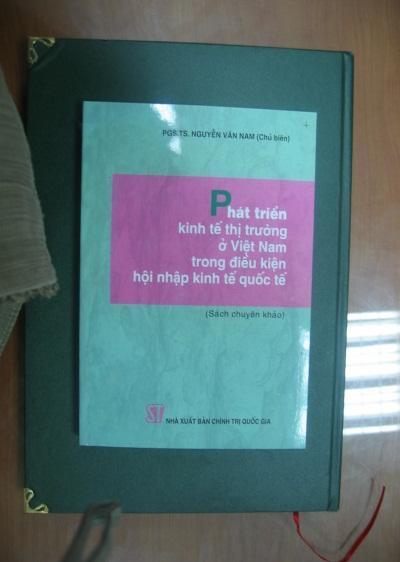 PGS.TS. NGUYỄN VĂN NAM (Chủ biên)
Phát triển
kinh tế thị trường
ở Việt Nam
trong điều kiện
hội nhập kinh tế quốc tế
(Sách chuyên khảo)
ST NHÀ XUẤT BẢN CHÍNH TRỊ QUỐC GIA